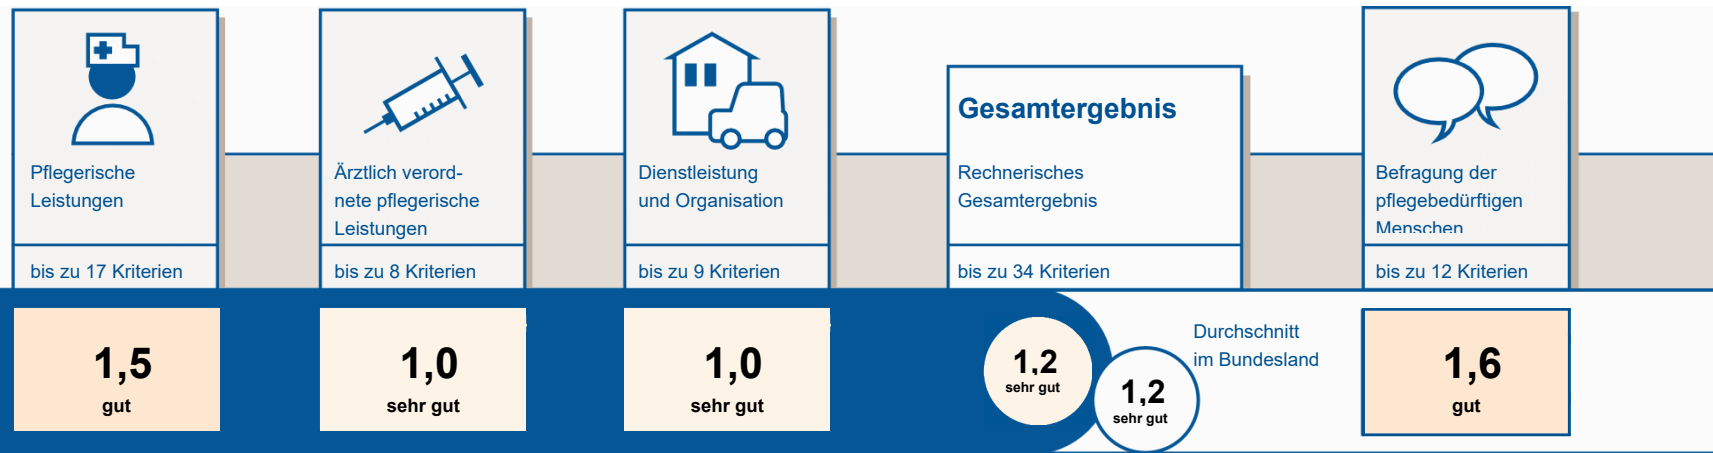 Pflegerische
Leistungen
bis zu 17 Kriterien
1,5
gut
Ärztlich verord-
nete pflegerische
Leistungen
bis zu 8 Kriterien
1,0
sehr gut
Dienstleistung
und Organisation
bis zu 9 Kriterien
1,0
sehr gut
Gesamtergebnis
Rechnerisches
Gesamtergebnis
bis zu 34 Kriterien
1,2
sehr gut
1,2
sehr gut
Durchschnitt
im Bundesland
Befragung der
pflegebedürftigen
Menschen
bis zu 12 Kriterien
1,6
gut